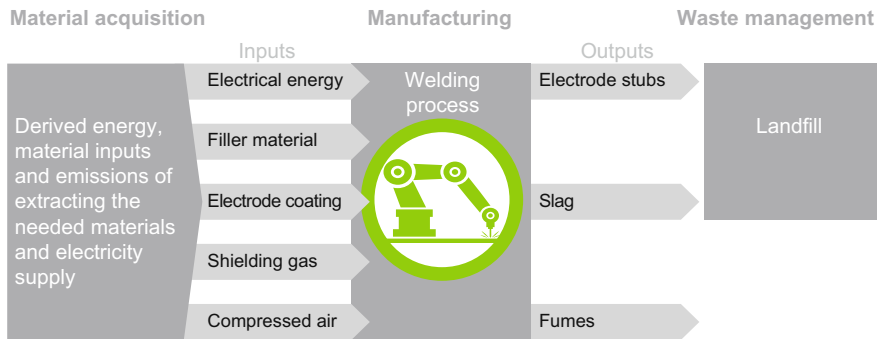 Material acquisition
Manufacturing
Waste management
Inputs
Outputs
Derived energy,
material inputs
and emissions of
extracting the
needed materials
and electricity
supply
Electrical energy
Filler material
Electrode coating
Shielding gas
Compressed air
Welding
process
Electrode stubs
Slag
Fumes
Landfill